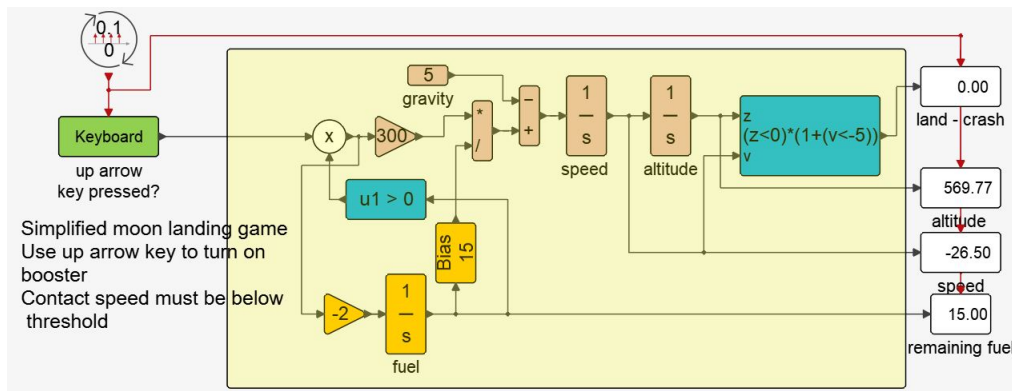 0.1
0
5
gravity
0.00
land - crash
Keyboard
up arrow
key pressed?
x
300
*
/
−
+
1
s
speed
1
s
altitude
z
(z<0)*(1+(v<-5))
v
u1 > 0
569.77
altitude
Simplified moon landing game
Use up arrow key to turn on
booster
Contact speed must be below
threshold
Bias
15
-26.50
speed
-2
1
s
fuel
15.00
remaining fuel